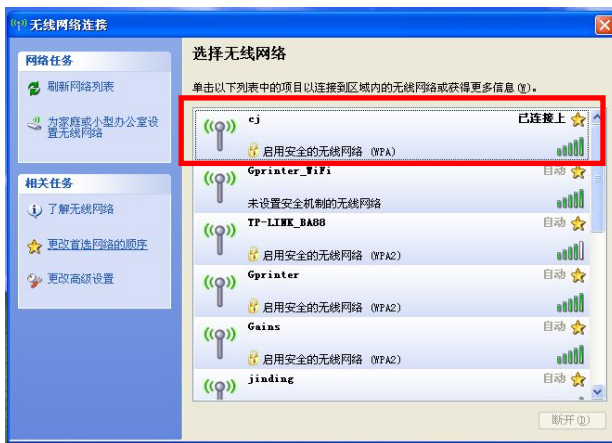 无线网络连接
网络任务
刷新网络列表
为家庭或小型办公室设
置无线网络
相关任务
了解无线网络
更改首选网络的顺序
更改高级设置
选择无线网络
单击以下列表中的项目以连接到区域内的无线网络或获得更多信息(W)。
cj 已连接上
启用安全的无线网络 (WPA)
Gprinter_WiFi 自动
未设置安全机制的无线网络
TP-LINK_BA88 自动
启用安全的无线网络 (WPA2)
Gprinter 自动
启用安全的无线网络 (WPA2)
Gains 自动
启用安全的无线网络 (WPA2)
jinding 自动
断开(D)